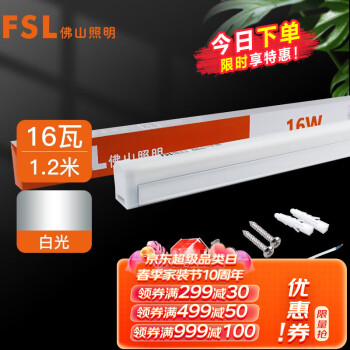 FSL 佛山照明
今日下单
限时享特惠!
16瓦
1.2米
白光
佛山照明
16W
京东超级品类日
春季家装节10周年
领券满299减30
领券满499减50
领券满999减100
优惠券
限量抢